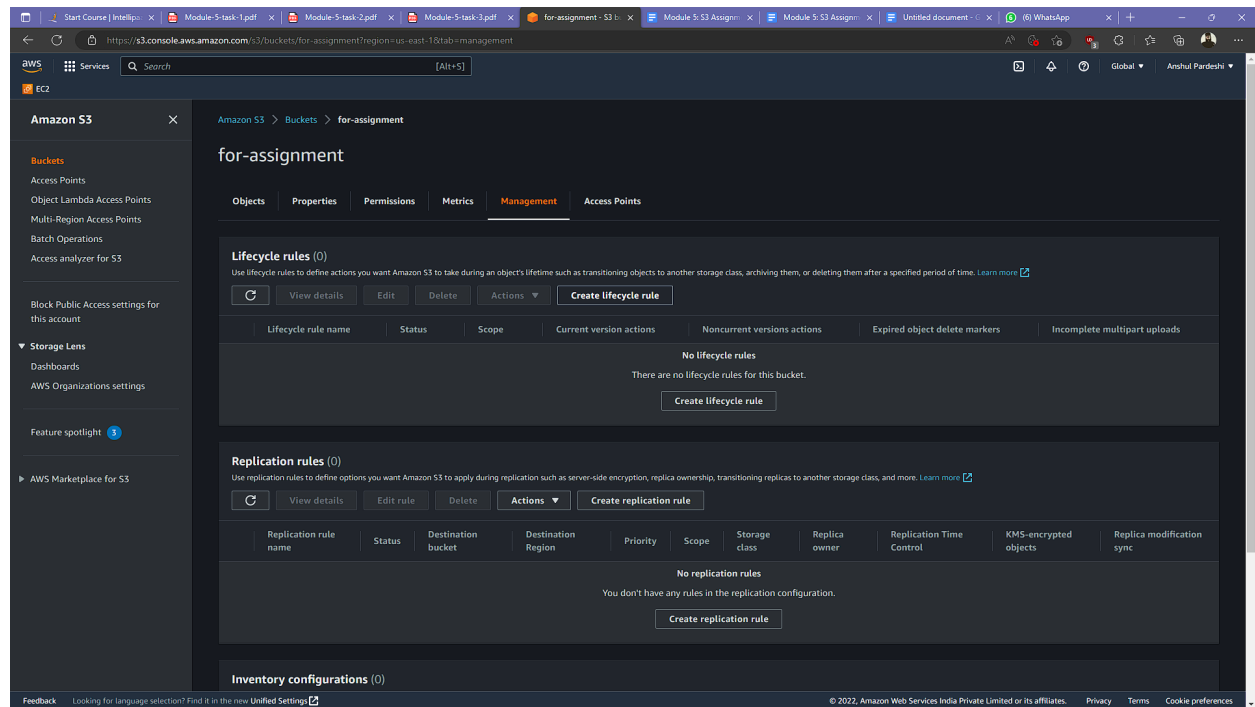 Start Course | Intellipa
Module-5-task-1.pdf
Module-5-task-2.pdf
Module-5-task-3.pdf
for-assignment - S3 b
Module 5: S3 Assignm
Module 5: S3 Assignm
Untitled document - G
(6) WhatsApp
https://s3.console.aws.amazon.com/s3/buckets/for-assignment?region=us-east-1&tab=management
aws
Services
Search
[Alt+S]
Global
Anshul Pardeshi
EC2
Amazon S3
Buckets
Access Points
Object Lambda Access Points
Multi-Region Access Points
Batch Operations
Access analyzer for S3
Block Public Access settings for
this account
Storage Lens
Dashboards
AWS Organizations settings
Feature spotlight 3
AWS Marketplace for S3
Amazon S3 > Buckets > for-assignment
for-assignment
Objects Properties Permissions Metrics Management Access Points
Lifecycle rules (0)
Use lifecycle rules to define actions you want Amazon S3 to take during an object's lifetime such as transitioning objects to another storage class, archiving them, or deleting them after a specified period of time. Learn more
View details Edit Delete Actions Create lifecycle rule
Lifecycle rule name Status Scope Current version actions Noncurrent versions actions Expired object delete markers Incomplete multipart uploads
No lifecycle rules
There are no lifecycle rules for this bucket.
Create lifecycle rule
Replication rules (0)
Use replication rules to define options you want Amazon S3 to apply during replication such as server-side encryption, replica ownership, transitioning replicas to another storage class, and more. Learn more
View details Edit rule Delete Actions Create replication rule
Replication rule name
Status
Destination bucket
Destination Region
Priority
Scope
Storage class
Replica owner
Replication Time Control
KMS-encrypted objects
Replica modification sync
No replication rules
You don't have any rules in the replication configuration.
Create replication rule
Inventory configurations (0)
Feedback Looking for language selection? Find it in the new Unified Settings
© 2022, Amazon Web Services India Private Limited or its affiliates. Privacy Terms Cookie preferences